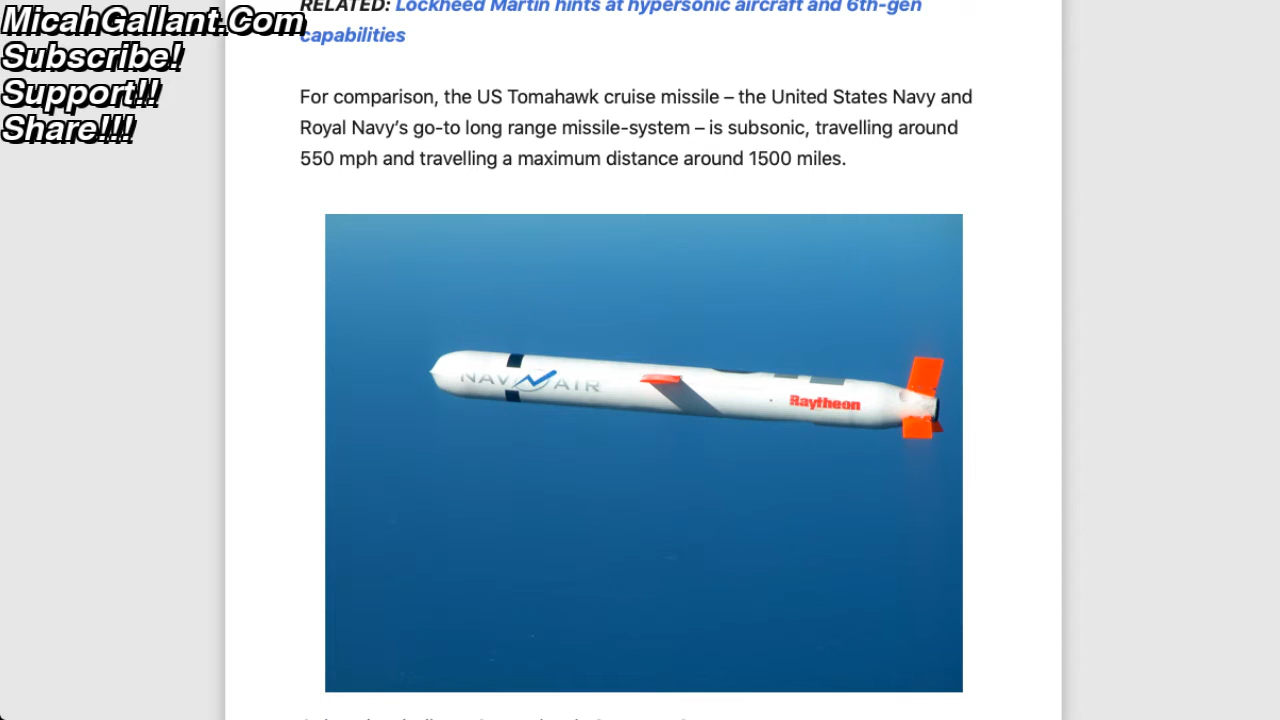 MicahGallant.Com
Subscribe!
Support!!
Share!!!
RELATED: Lockheed Martin hints at hypersonic aircraft and 6th-gen
capabilities
For comparison, the US Tomahawk cruise missile – the United States Navy and
Royal Navy’s go-to long range missile-system – is subsonic, travelling around
550 mph and travelling a maximum distance around 1500 miles.
NAV AIR
Raytheon